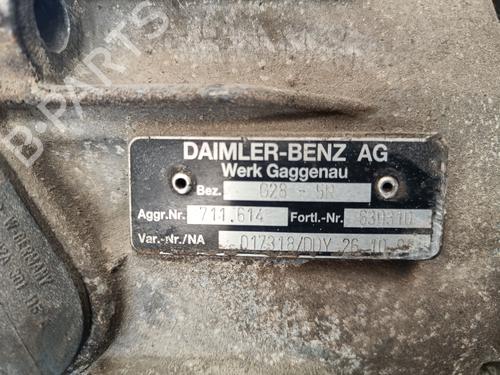 B-PARTS
DAIMLER-BENZ AG
Werk Gaggenau
Bez. G28 - 5R
Aggr.Nr. 711.614 Fortl.-Nr. 630310
Var.-Nr./NA 017318/DDY 26.10.